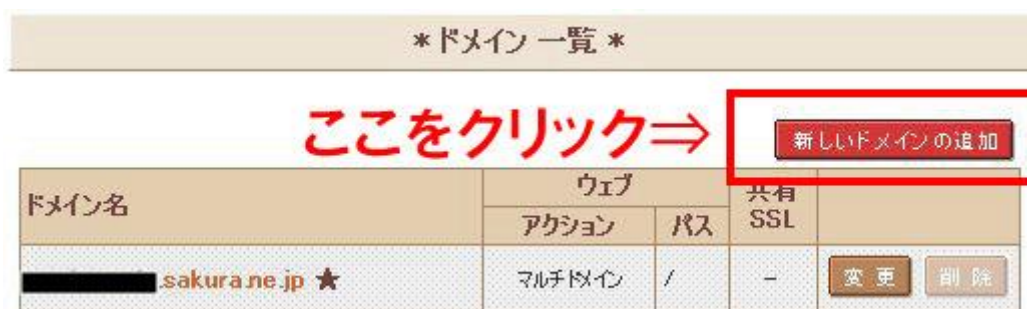 *ドメイン 一覧 *
ここをクリック⇒
新しいドメインの追加
ドメイン名 ウェブ 共有 SSL
アクション パス
.sakura.ne.jp ★ マルチドメイン / - 変更 削除